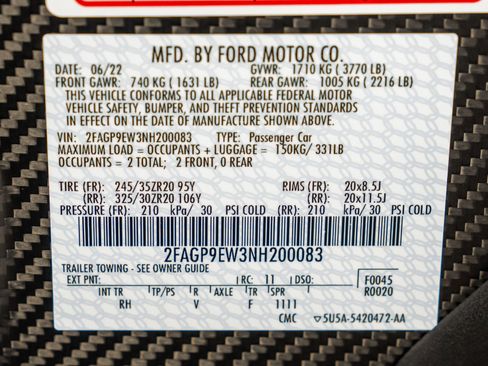 MFD. BY FORD MOTOR CO.
DATE: 06/22 GVWR: 1710 KG ( 3770 LB)
FRONT GAWR: 740 KG ( 1631 LB) REAR GAWR: 1005 KG ( 2216 LB)
THIS VEHICLE CONFORMS TO ALL APPLICABLE FEDERAL MOTOR
VEHICLE SAFETY, BUMPER, AND THEFT PREVENTION STANDARDS
IN EFFECT ON THE DATE OF MANUFACTURE SHOWN ABOVE.
VIN: 2FAGP9EW3NH200083 TYPE: Passenger Car
MAXIMUM LOAD = OCCUPANTS + LUGGAGE = 150KG/331LB
OCCUPANTS = 2 TOTAL; 2 FRONT, 0 REAR
TIRE (FR): 245/35ZR20 95Y RIMS (FR): 20x8.5J
(RR): 325/30ZR20 106Y (RR): 20x11.5J
PRESSURE (FR): 210 kPa/ 30 PSI COLD (RR): 210 kPa/ 30 PSI COLD
2FAGP9EW3NH200083
TRAILER TOWING - SEE OWNER GUIDE
EXT PNT: RC: 11 DSO: F0045
R0020
INT TR TP/PS R AXLE TR SPR
RH V F 1111
CMC ▽5U5A-5420472-AA